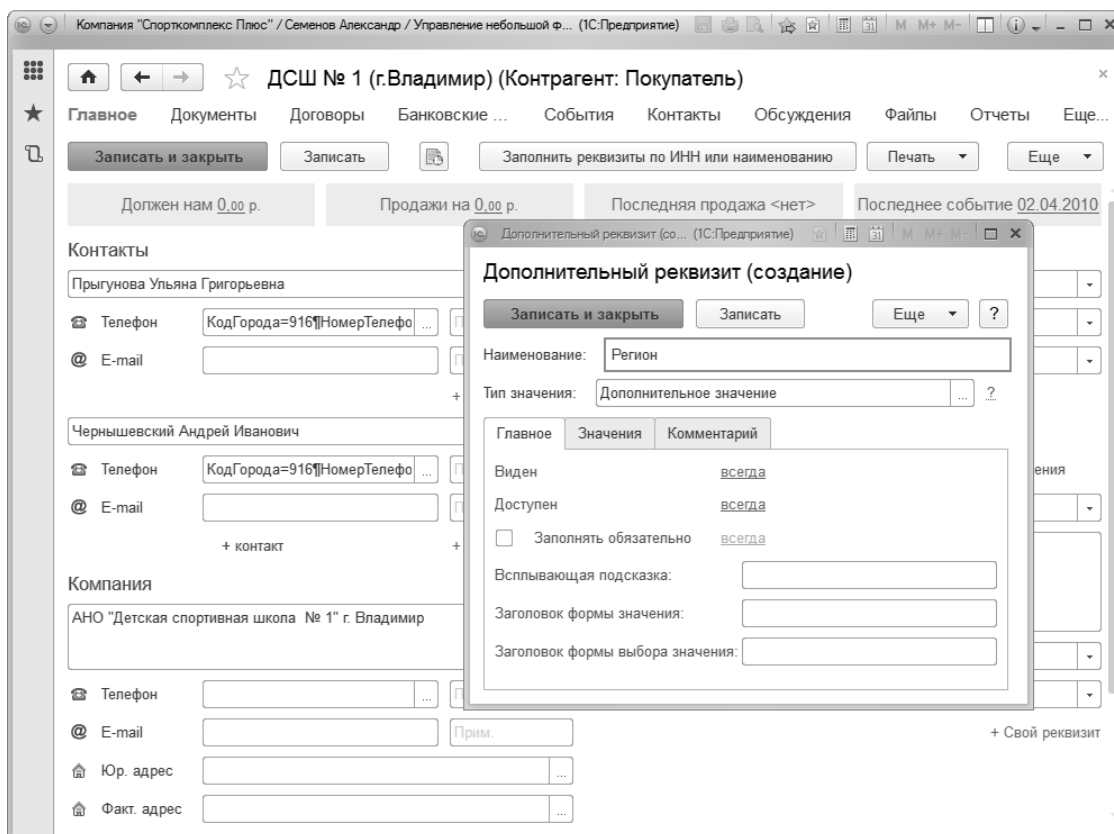 Компания "Спорткомплекс Плюс" / Семенов Александр / Управление небольшой ф... (1С:Предприятие) M M+ M-
ДСШ № 1 (г.Владимир) (Контрагент: Покупатель)
Главное Документы Договоры Банковские ... События Контакты Обсуждения Файлы Отчеты Еще...
Записать и закрыть Записать Заполнить реквизиты по ИНН или наименованию Печать Еще
Должен нам 0,00 р. Продажи на 0,00 р. Последняя продажа <нет> Последнее событие 02.04.2010
Контакты
Прыгунова Ульяна Григорьевна
Телефон КодГорода=916¶НомерТелефо ...
E-mail
+
Чернышевский Андрей Иванович
Телефон КодГорода=916¶НомерТелефо ...
E-mail
+ контакт +
Компания
АНО "Детская спортивная школа № 1" г. Владимир
Телефон ...
E-mail Прим.
+ Свой реквизит
Юр. адрес ...
Факт. адрес ...
Дополнительный реквизит (со... (1С:Предприятие) M M+ M-
Дополнительный реквизит (создание)
Записать и закрыть Записать Еще ?
Наименование: Регион
Тип значения: Дополнительное значение ... ?
Главное Значения Комментарий
Виден всегда
Доступен всегда
Заполнять обязательно всегда
Всплывающая подсказка:
Заголовок формы значения:
Заголовок формы выбора значения: